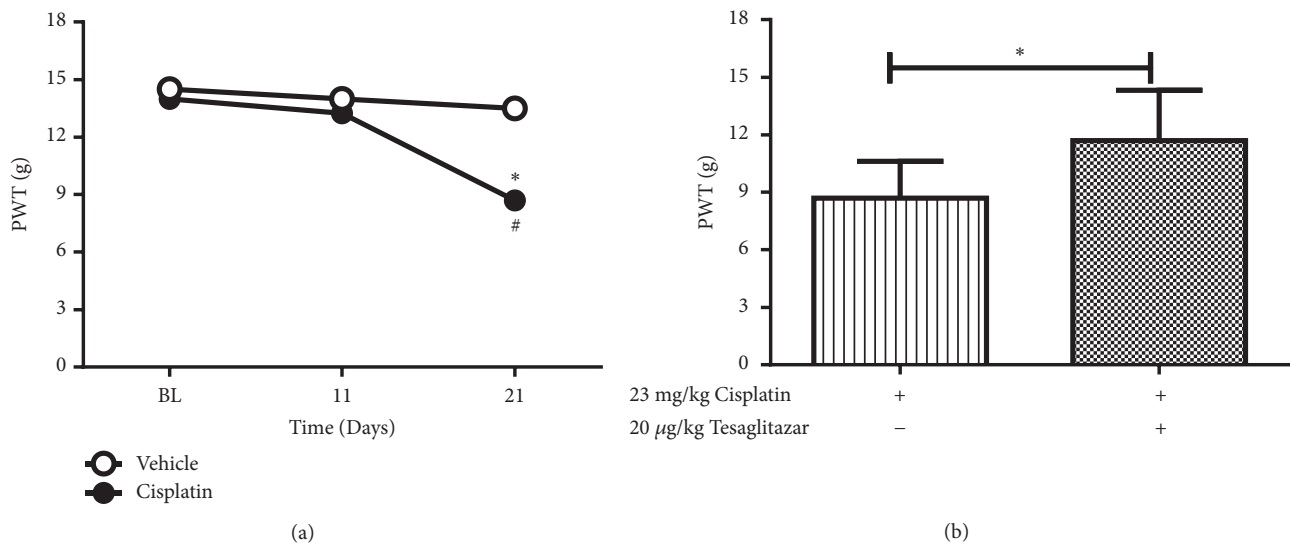 18
15
12
9
6
3
0
PWT (g)
*
#
BL 11 21
Time (Days)
Vehicle
Cisplatin
(a)
18
15
12
9
6
3
0
PWT (g)
*
23 mg/kg Cisplatin + +
20 μg/kg Tesaglitazar − +
(b)